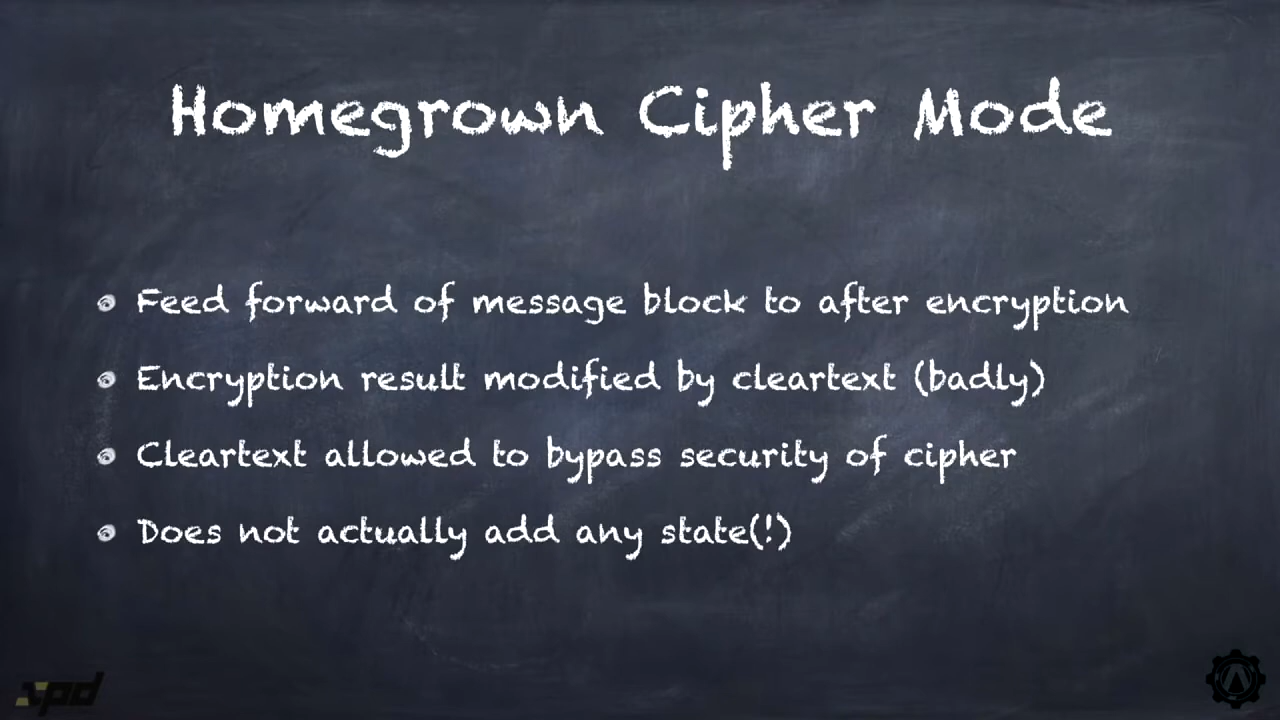 Homegrown Cipher Mode
Feed forward of message block to after encryption
Encryption result modified by cleartext (badly)
Cleartext allowed to bypass security of cipher
Does not actually add any state(!)
xpd